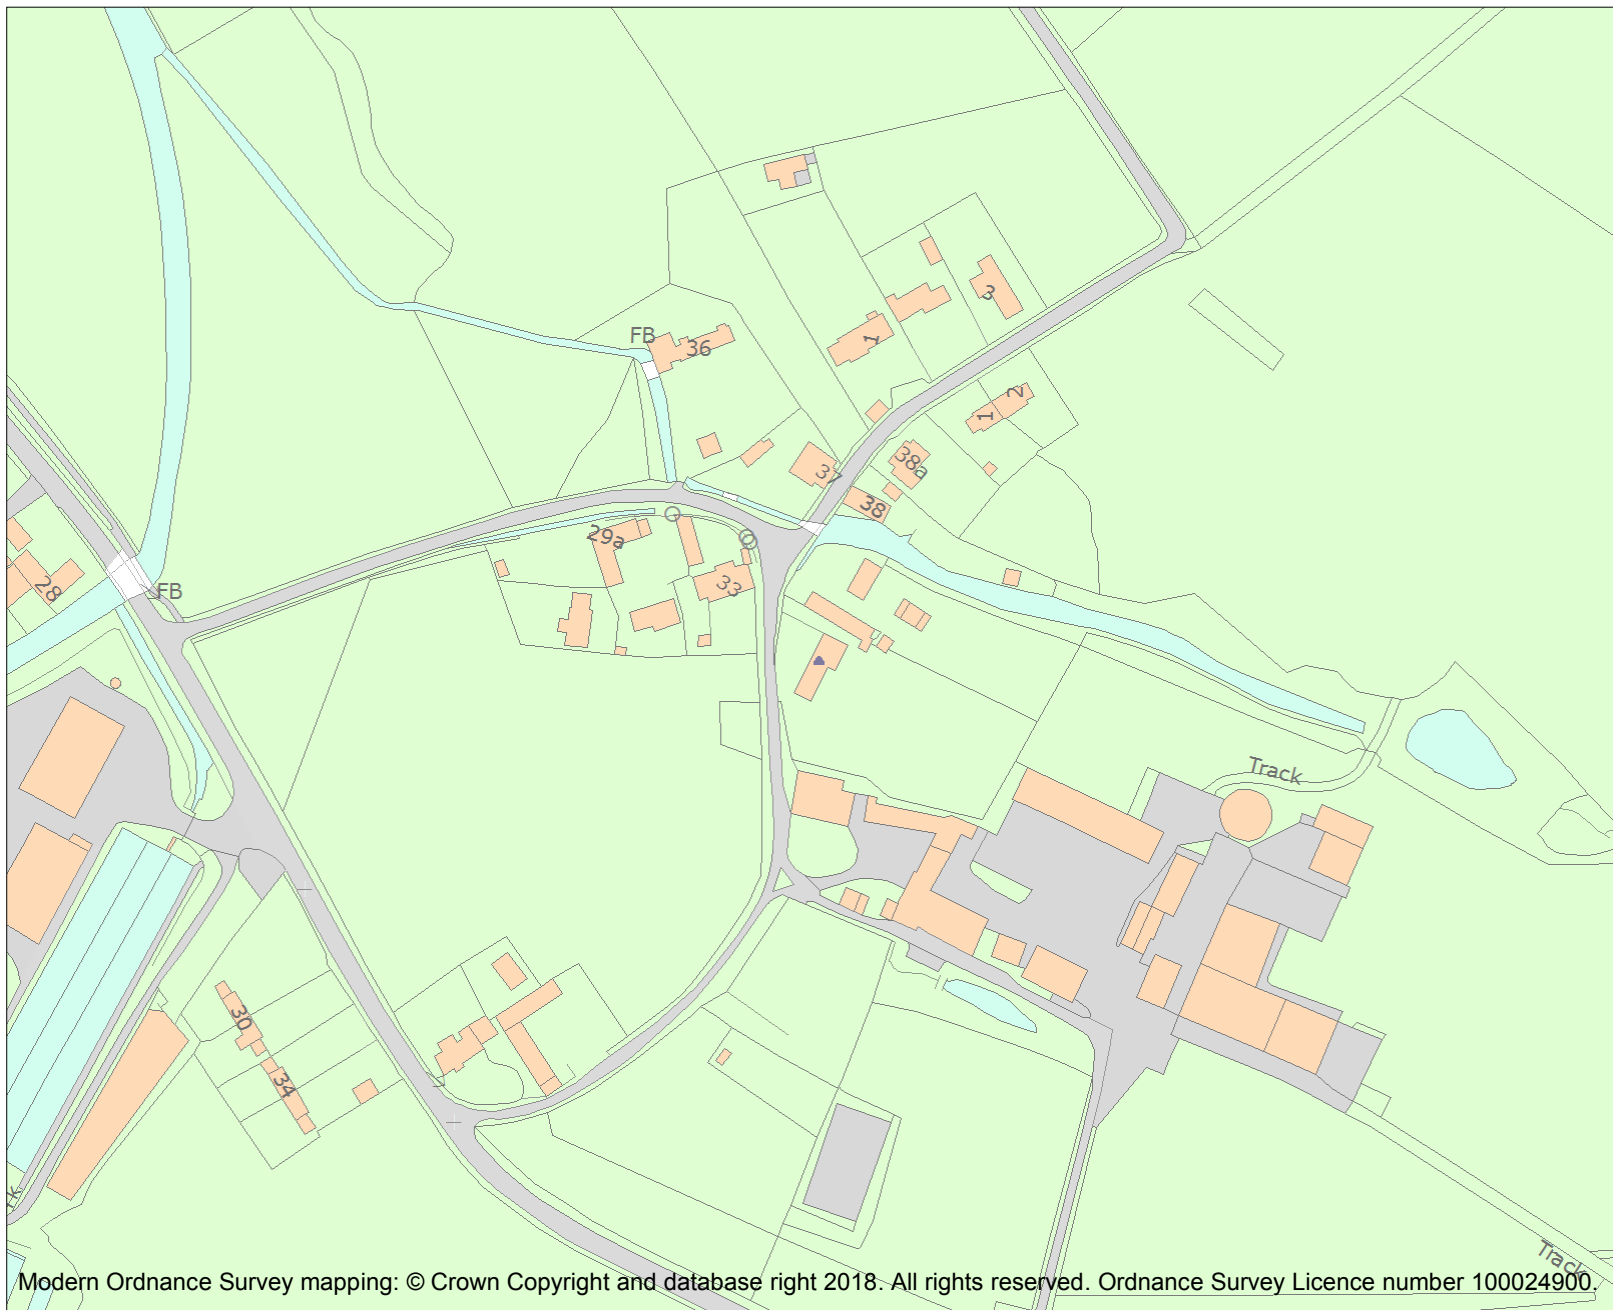 FB
36
3
1
1
2
37
38a
38
29a
33
28
FB
Track
30
34
Track
Modern Ordnance Survey mapping: © Crown Copyright and database right 2018. All rights reserved. Ordnance Survey Licence number 100024900.